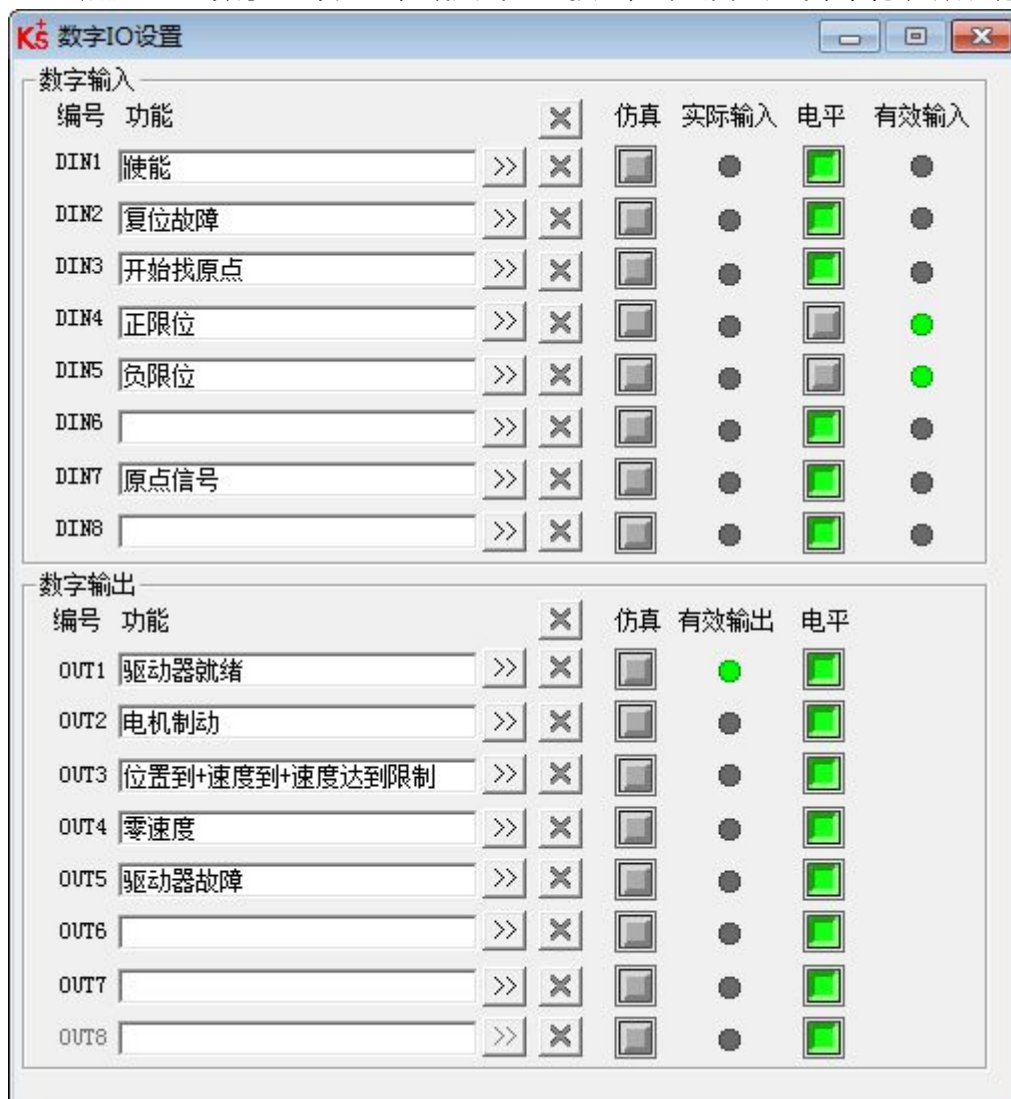 K+S 数字IO设置
数字输入
编号 功能 仿真 实际输入 电平 有效输入
DIN1 使能 >>
DIN2 复位故障 >>
DIN3 开始找原点 >>
DIN4 正限位 >>
DIN5 负限位 >>
DIN6 >>
DIN7 原点信号 >>
DIN8 >>
数字输出
编号 功能 仿真 有效输出 电平
OUT1 驱动器就绪 >>
OUT2 电机制动 >>
OUT3 位置到+速度到+速度达到限制 >>
OUT4 零速度 >>
OUT5 驱动器故障 >>
OUT6 >>
OUT7 >>
OUT8 >>